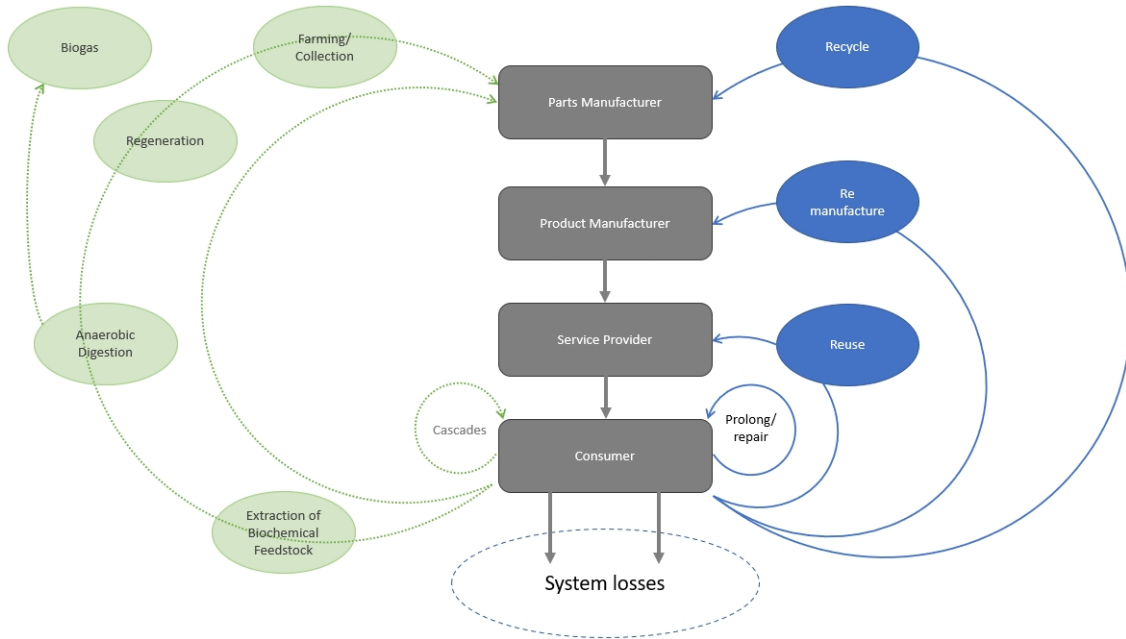 Biogas
Farming/
Collection
Recycle
Parts Manufacturer
Regeneration
Re
manufacture
Product Manufacturer
Anaerobic
Digestion
Service Provider
Reuse
Cascades
Prolong/
repair
Consumer
Extraction of
Biochemical
Feedstock
System losses